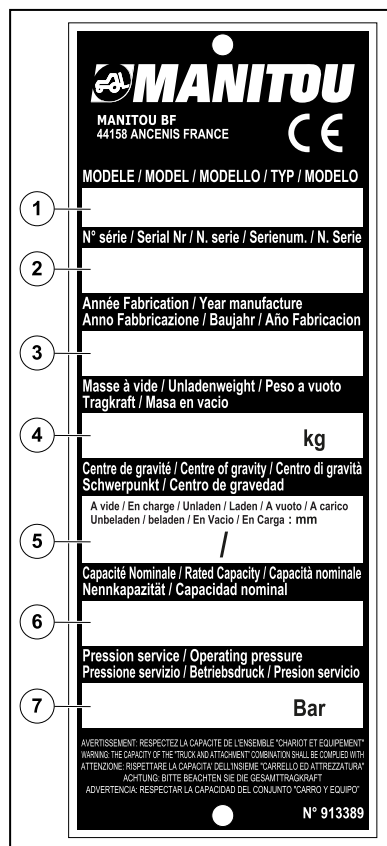 MANITOU
MANITOU BF
44158 ANCENIS FRANCE
CE
MODELE / MODEL / MODELLO / TYP / MODELO
1
N° série / Serial Nr / N. serie / Serienum. / N. Serie
2
Année Fabrication / Year manufacture
Anno Fabbricazione / Baujahr / Año Fabricacion
3
Masse à vide / Unladenweight / Peso a vuoto
Tragkraft / Masa en vacio
4
kg
Centre de gravité / Centre of gravity / Centro di gravità
Schwerpunkt / Centro de gravedad
A vide / En charge / Unladen / Laden / A vuoto / A carico
Unbeladen / beladen / En Vacio / En Carga : mm
5
/
Capacité Nominale / Rated Capacity / Capacità nominale
Nennkapazität / Capacidad nominal
6
Pression service / Operating pressure
Pressione servizio / Betriebsdruck / Presion servicio
7
Bar
AVERTISSEMENT: RESPECTEZ LA CAPACITE DE L'ENSEMBLE "CHARIOT ET EQUIPEMENT"
WARNING: THE CAPACITY OF THE "TRUCK AND ATTACHMENT" COMBINATION SHALL BE COMPLIED WITH
ATTENZIONE: RISPETTARE LA CAPACITA' DELL'INSIEME "CARRELLO ED ATTREZZATURA"
ACHTUNG: BITTE BEACHTEN SIE DIE GESAMTTRAGKRAFT
ADVERTENCIA: RESPECTAR LA CAPACIDAD DEL CONJUNTO "CARRO Y EQUIPO"
N° 913389